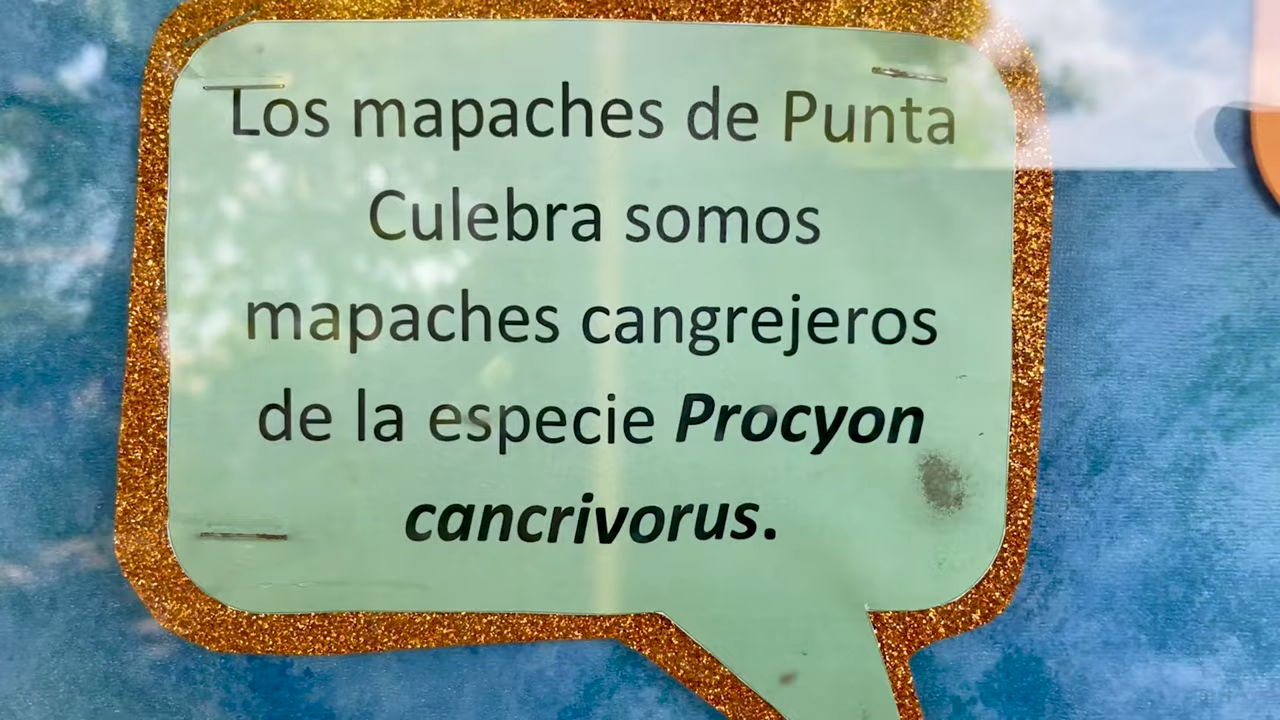 Los mapaches de Punta
Culebra somos
mapaches cangrejeros
de la especie Procyon
cancrivorus.